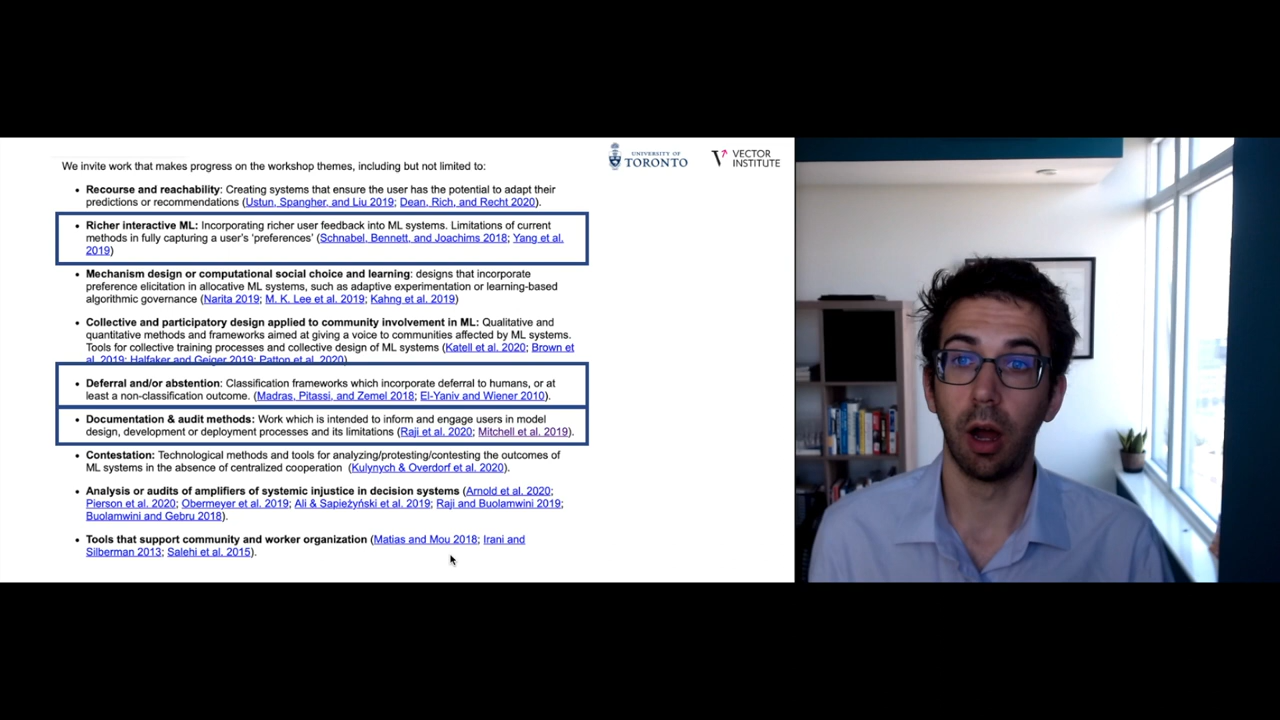 We invite work that makes progress on the workshop themes, including but not limited to:
UNIVERSITY OF
TORONTO
VECTOR
INSTITUTE
• Recourse and reachability: Creating systems that ensure the user has the potential to adapt their
predictions or recommendations (Ustun, Spangher, and Liu 2019; Dean, Rich, and Recht 2020).
• Richer interactive ML: Incorporating richer user feedback into ML systems. Limitations of current
methods in fully capturing a user's ‘preferences’ (Schnabel, Bennett, and Joachims 2018; Yang et al.
2019)
• Mechanism design or computational social choice and learning: designs that incorporate
preference elicitation in allocative ML systems, such as adaptive experimentation or learning-based
algorithmic governance (Narita 2019; M. K. Lee et al. 2019; Kahng et al. 2019)
• Collective and participatory design applied to community involvement in ML: Qualitative and
quantitative methods and frameworks aimed at giving a voice to communities affected by ML systems.
Tools for collective training processes and collective design of ML systems (Katell et al. 2020; Brown et
al. 2019; Halfaker and Geiger 2019; Patton et al. 2020).
• Deferral and/or abstention: Classification frameworks which incorporate deferral to humans, or at
least a non-classification outcome. (Madras, Pitassi, and Zemel 2018; El-Yaniv and Wiener 2010).
• Documentation & audit methods: Work which is intended to inform and engage users in model
design, development or deployment processes and its limitations (Raji et al. 2020; Mitchell et al. 2019).
• Contestation: Technological methods and tools for analyzing/protesting/contesting the outcomes of
ML systems in the absence of centralized cooperation (Kulynych & Overdorf et al. 2020).
• Analysis or audits of amplifiers of systemic injustice in decision systems (Arnold et al. 2020;
Pierson et al. 2020; Obermeyer et al. 2019; Ali & Sapieżyński et al. 2019; Raji and Buolamwini 2019;
Buolamwini and Gebru 2018).
• Tools that support community and worker organization (Matias and Mou 2018; Irani and
Silberman 2013; Salehi et al. 2015).